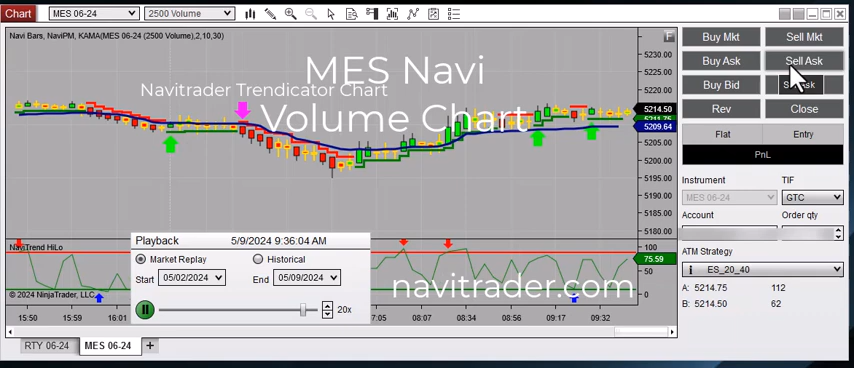 Chart
MES 06-24
2500 Volume
Navi Bars, NaviPM, KAMA(MES 06-24 (2500 Volume),2,10,30)
F
MES Navi
Volume Chart
Navitrader Trendicator Chart
5230.00
5225.00
5220.00
5214.50
5211.75
5209.64
5205.00
5200.00
5195.00
5190.00
5185.00
5180.00
NaviTrend HiLo
100
75.59
50
0
navitrader.com
© 2024 NinjaTrader, LLC
Playback 5/9/2024 9:36:04 AM
Market Replay Historical
Start 05/02/2024 End 05/09/2024
20x
15:50 15:59 16:01 07:05 08:07 08:34 08:56 09:17 09:32
RTY 06-24 MES 06-24 +
Buy Mkt Sell Mkt
Buy Ask Sell Ask
Buy Bid
Rev Close
Flat Entry
PnL
Instrument TIF
MES 06-24 GTC
Account Order qty
ATM Strategy
ES_20_40
A: 5214.75 112
B: 5214.50 62